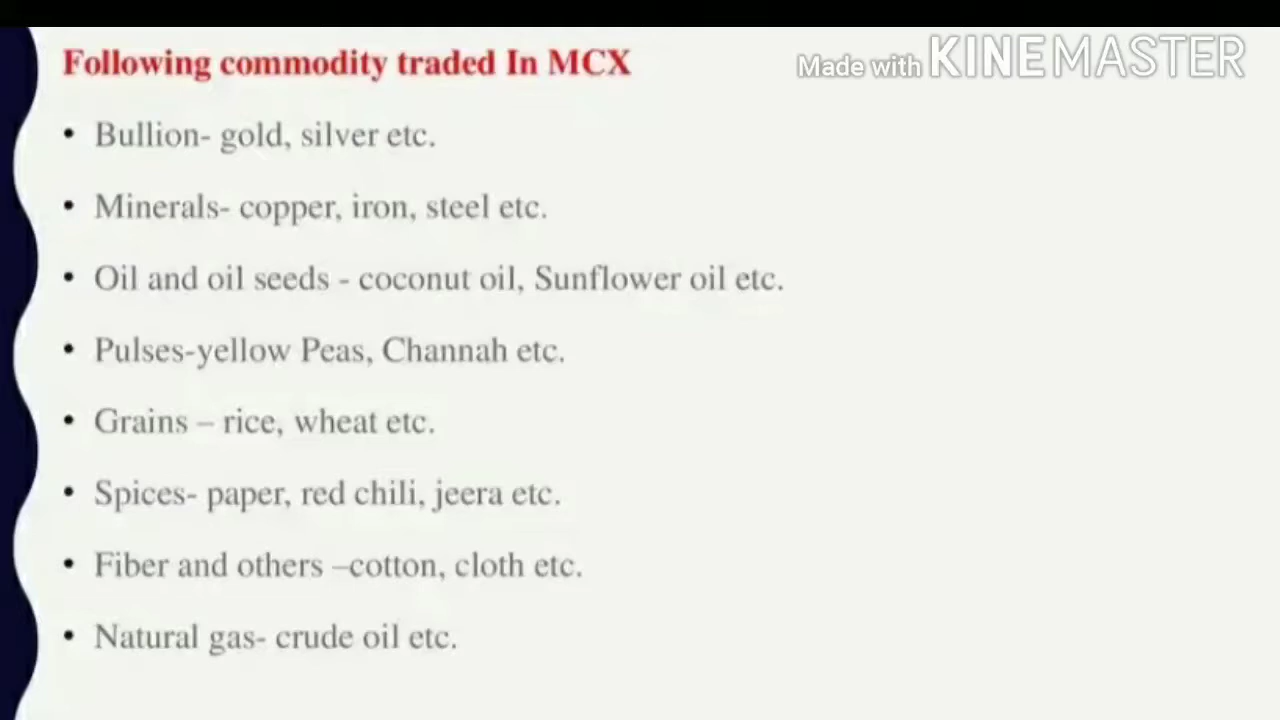 Following commodity traded In MCX
Made with KINEMASTER
• Bullion- gold, silver etc.
• Minerals- copper, iron, steel etc.
• Oil and oil seeds - coconut oil, Sunflower oil etc.
• Pulses-yellow Peas, Channah etc.
• Grains – rice, wheat etc.
• Spices- paper, red chili, jeera etc.
• Fiber and others –cotton, cloth etc.
• Natural gas- crude oil etc.